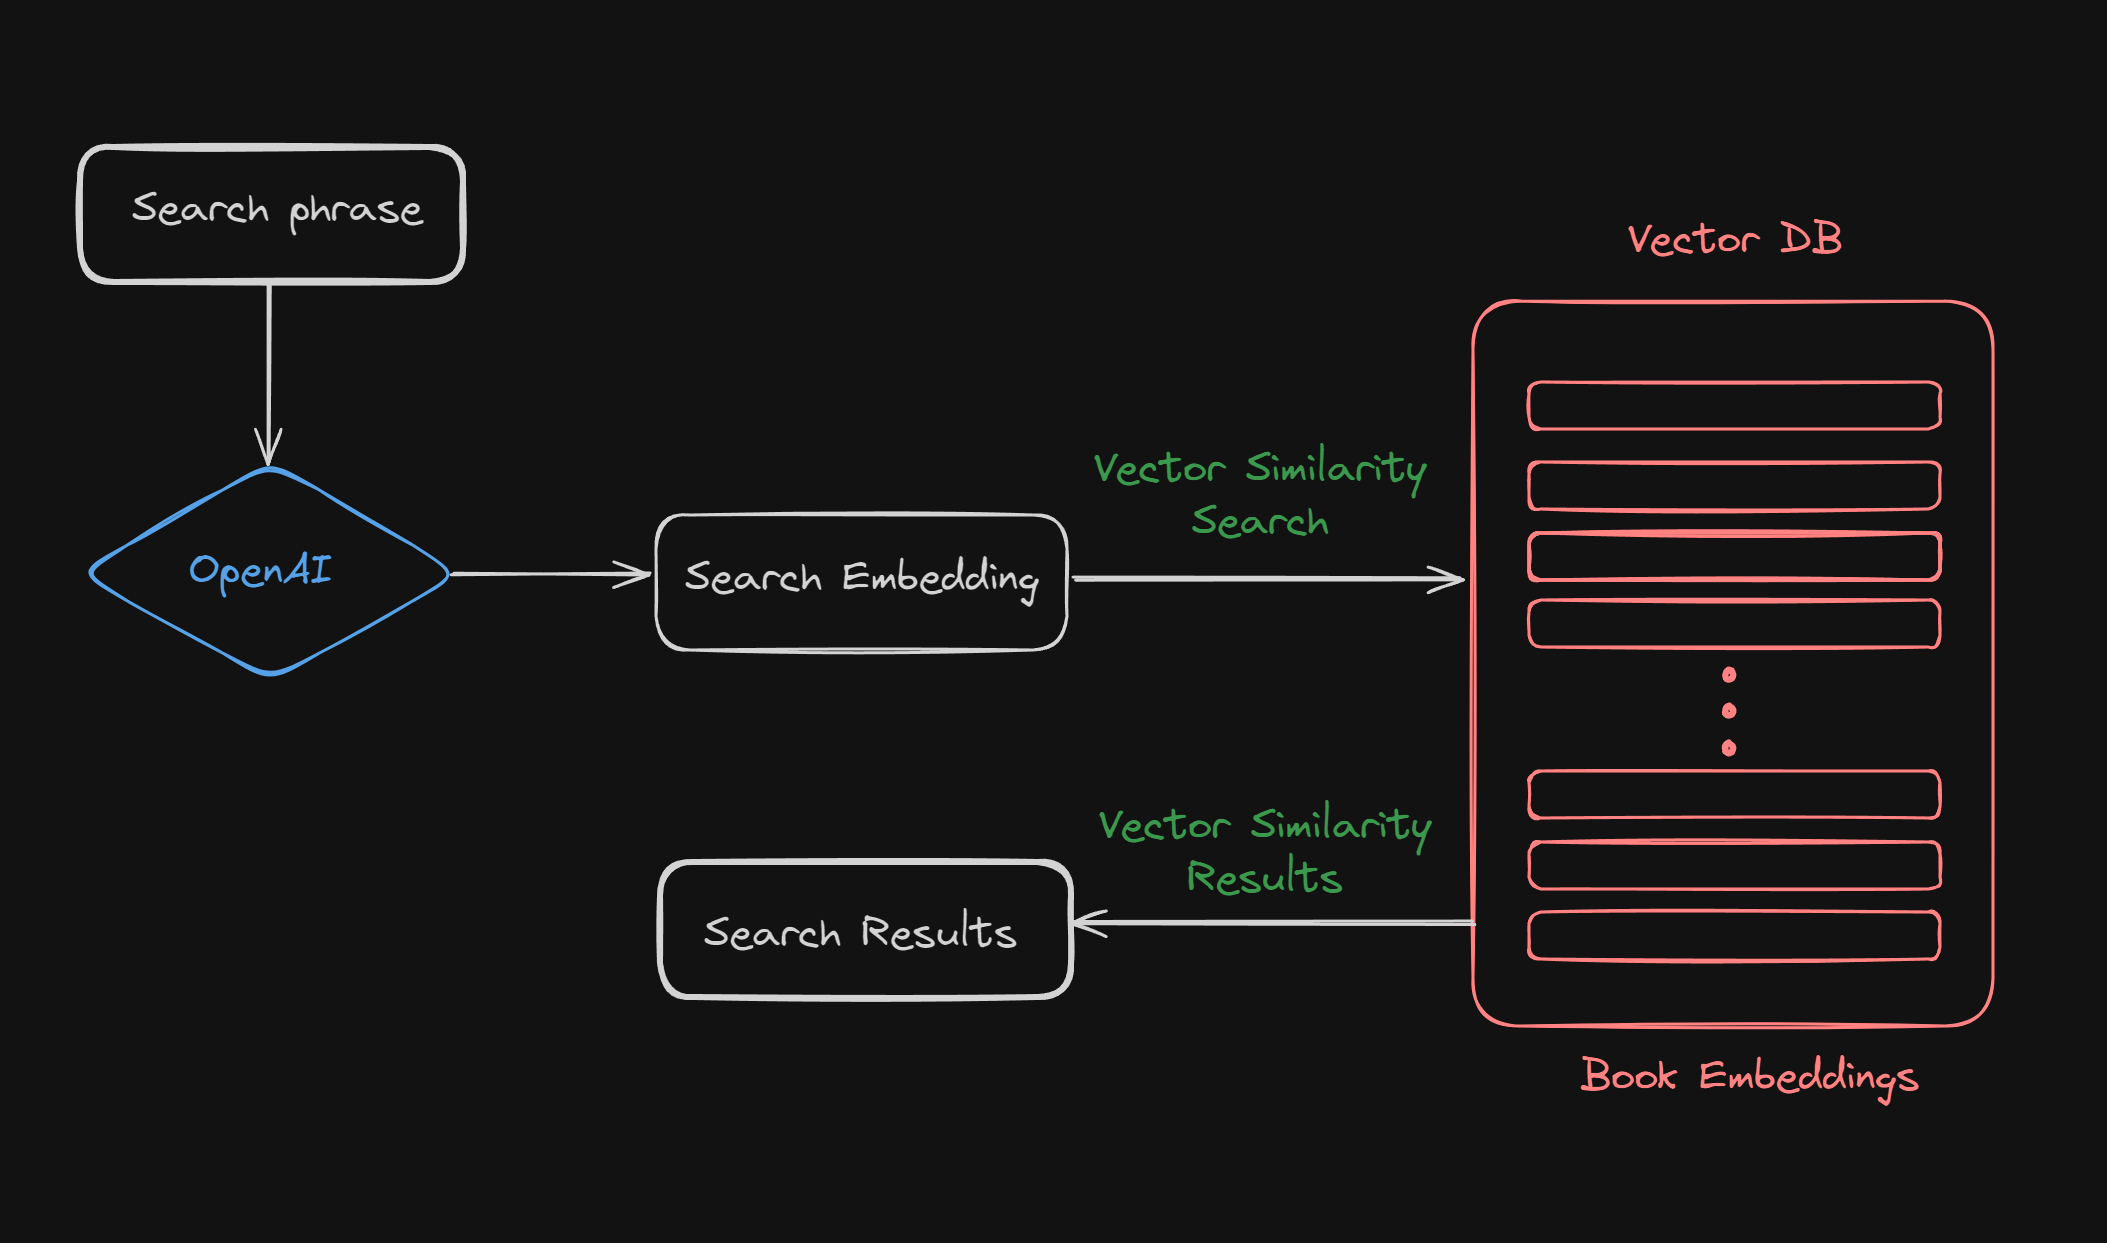 Search phrase
Vector DB
OpenAI
Search Embedding
Vector Similarity
Search
Vector Similarity
Results
Search Results
Book Embeddings